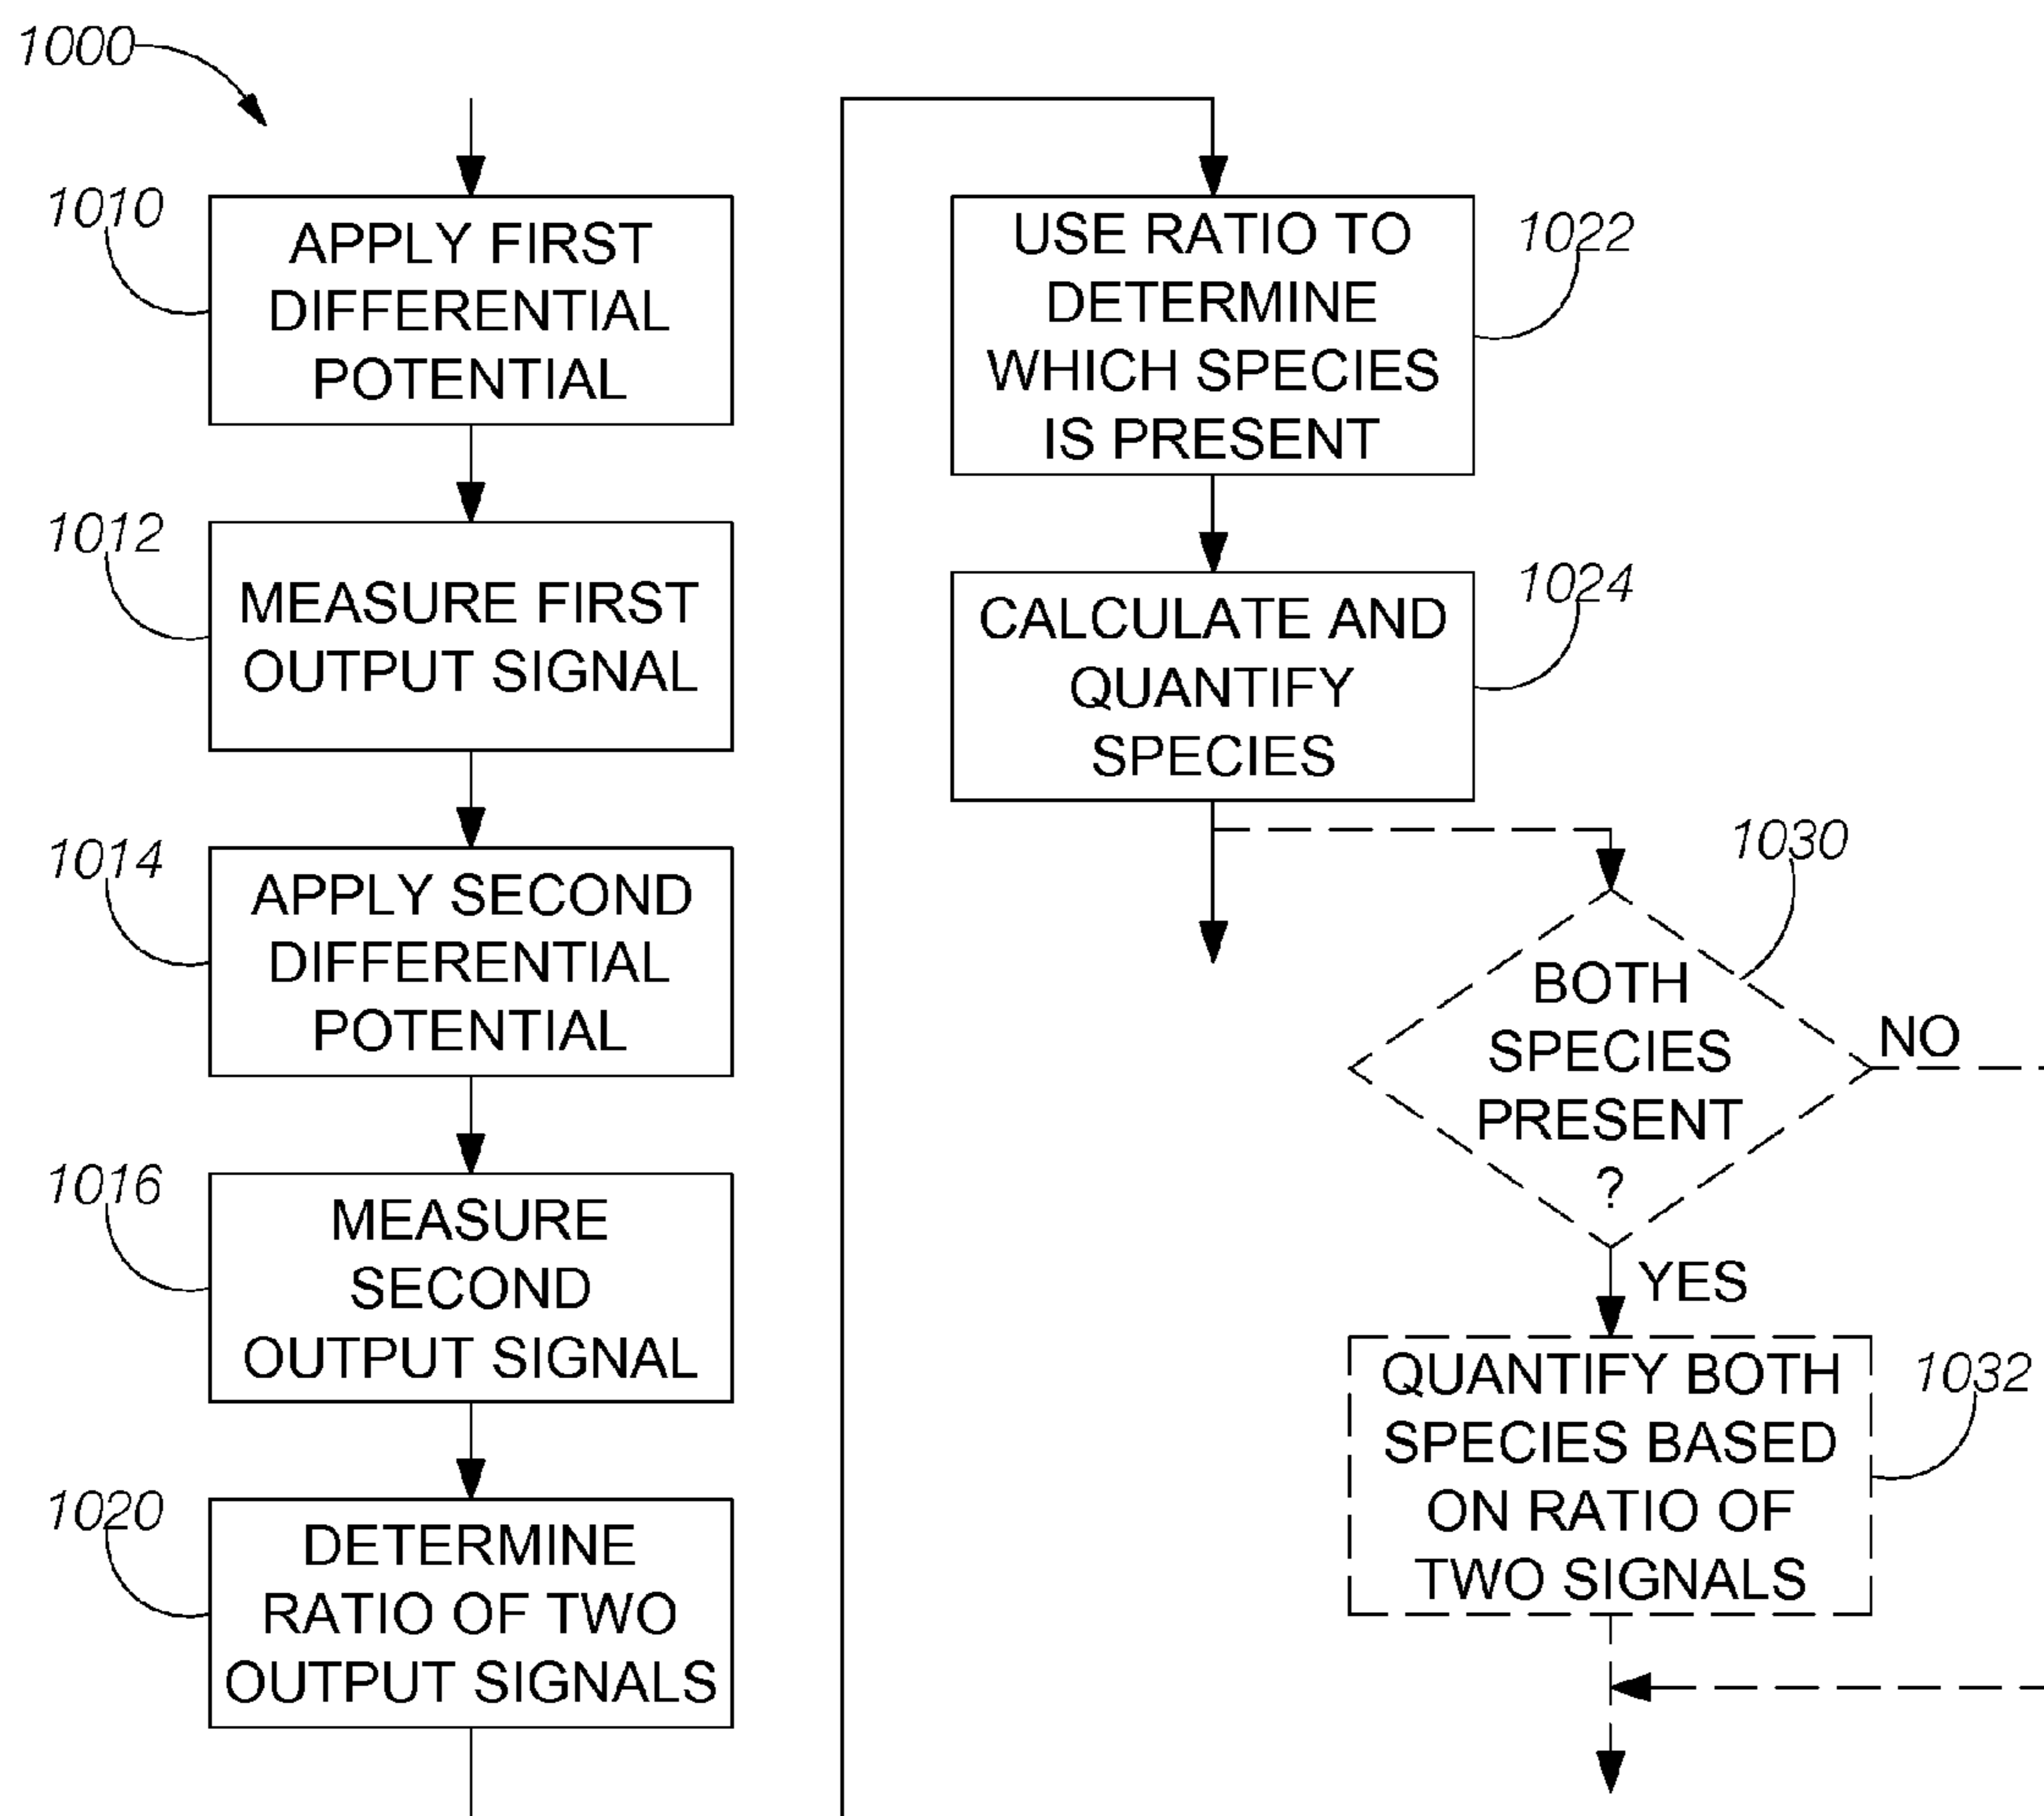 1000
1010
APPLY FIRST
DIFFERENTIAL
POTENTIAL
1012
MEASURE FIRST
OUTPUT SIGNAL
1014
APPLY SECOND
DIFFERENTIAL
POTENTIAL
1016
MEASURE
SECOND
OUTPUT SIGNAL
1020
DETERMINE
RATIO OF TWO
OUTPUT SIGNALS
USE RATIO TO
DETERMINE
WHICH SPECIES
IS PRESENT
1022
CALCULATE AND
QUANTIFY
SPECIES
1024
1030
BOTH
SPECIES
PRESENT
?
NO
YES
QUANTIFY BOTH
SPECIES BASED
ON RATIO OF
TWO SIGNALS
1032